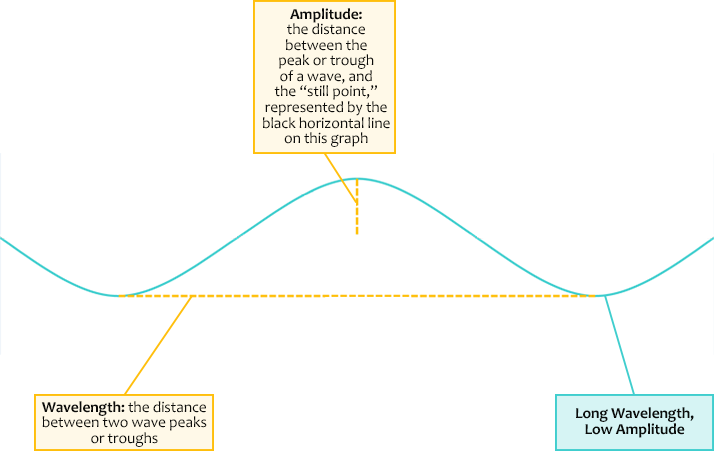 Amplitude:
the distance
between the
peak or trough
of a wave, and
the “still point,”
represented by the
black horizontal line
on this graph
Wavelength: the distance
between two wave peaks
or troughs
Long Wavelength,
Low Amplitude